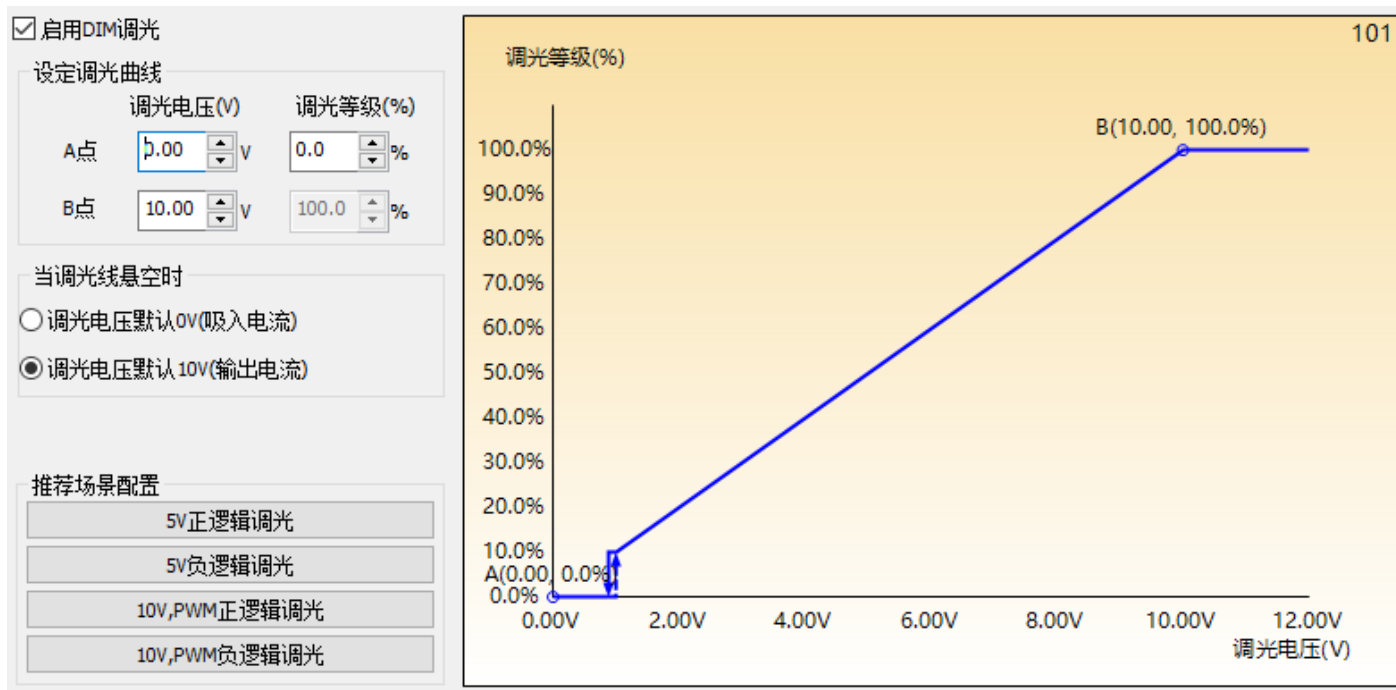 启用DIM调光
设定调光曲线
调光电压(V) 调光等级(%)
A点 0.00 V 0.0 %
B点 10.00 V 100.0 %
当调光线悬空时
调光电压默认0V(吸入电流)
调光电压默认10V(输出电流)
推荐场景配置
5V正逻辑调光
5V负逻辑调光
10V,PWM正逻辑调光
10V,PWM负逻辑调光
101
调光等级(%)
B(10.00, 100.0%)
100.0%
90.0%
80.0%
70.0%
60.0%
50.0%
40.0%
30.0%
20.0%
10.0%
A(0.00, 0.0%)
0.0%
0.00V 2.00V 4.00V 6.00V 8.00V 10.00V 12.00V
调光电压(V)